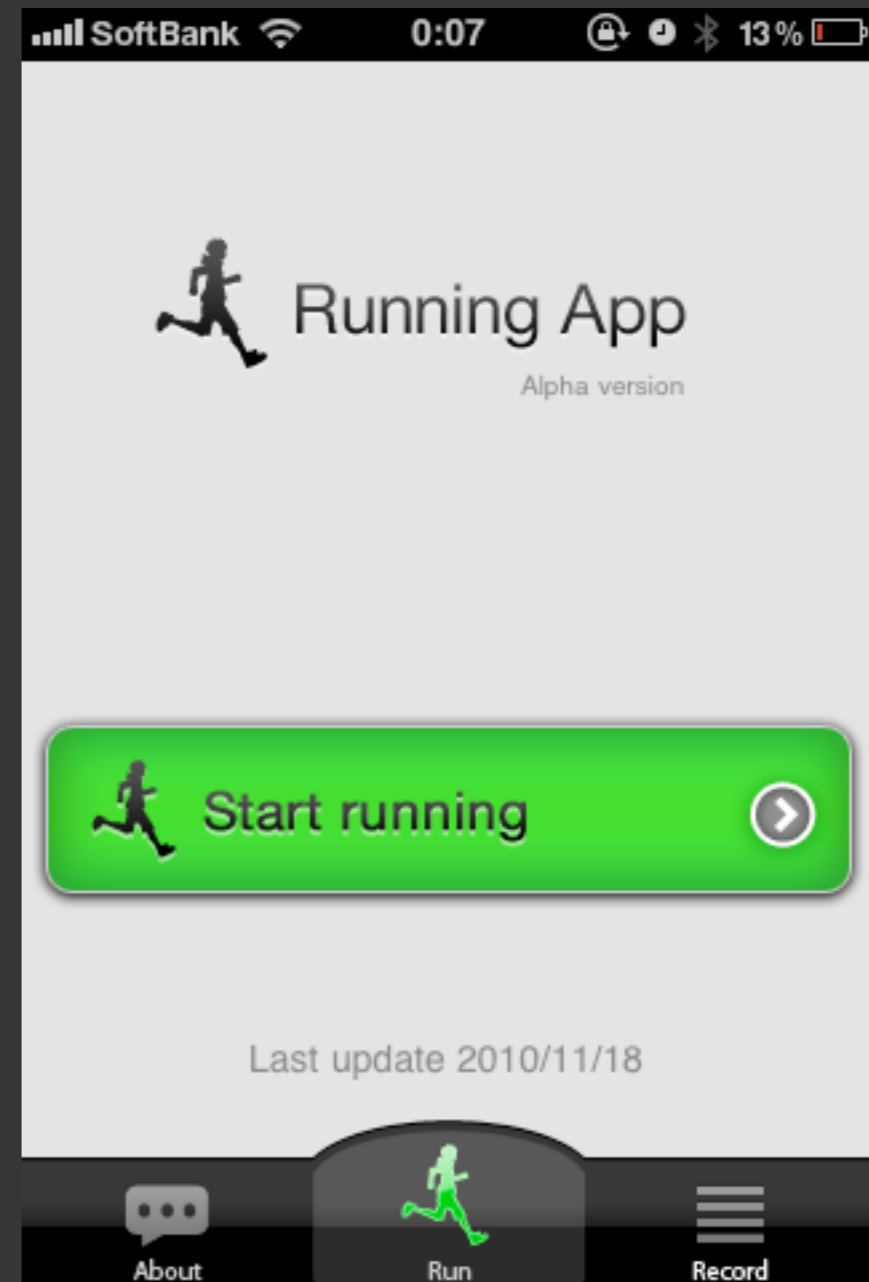 SoftBank 0:07 13%
Running App
Alpha version
Start running
Last update 2010/11/18
About Run Record